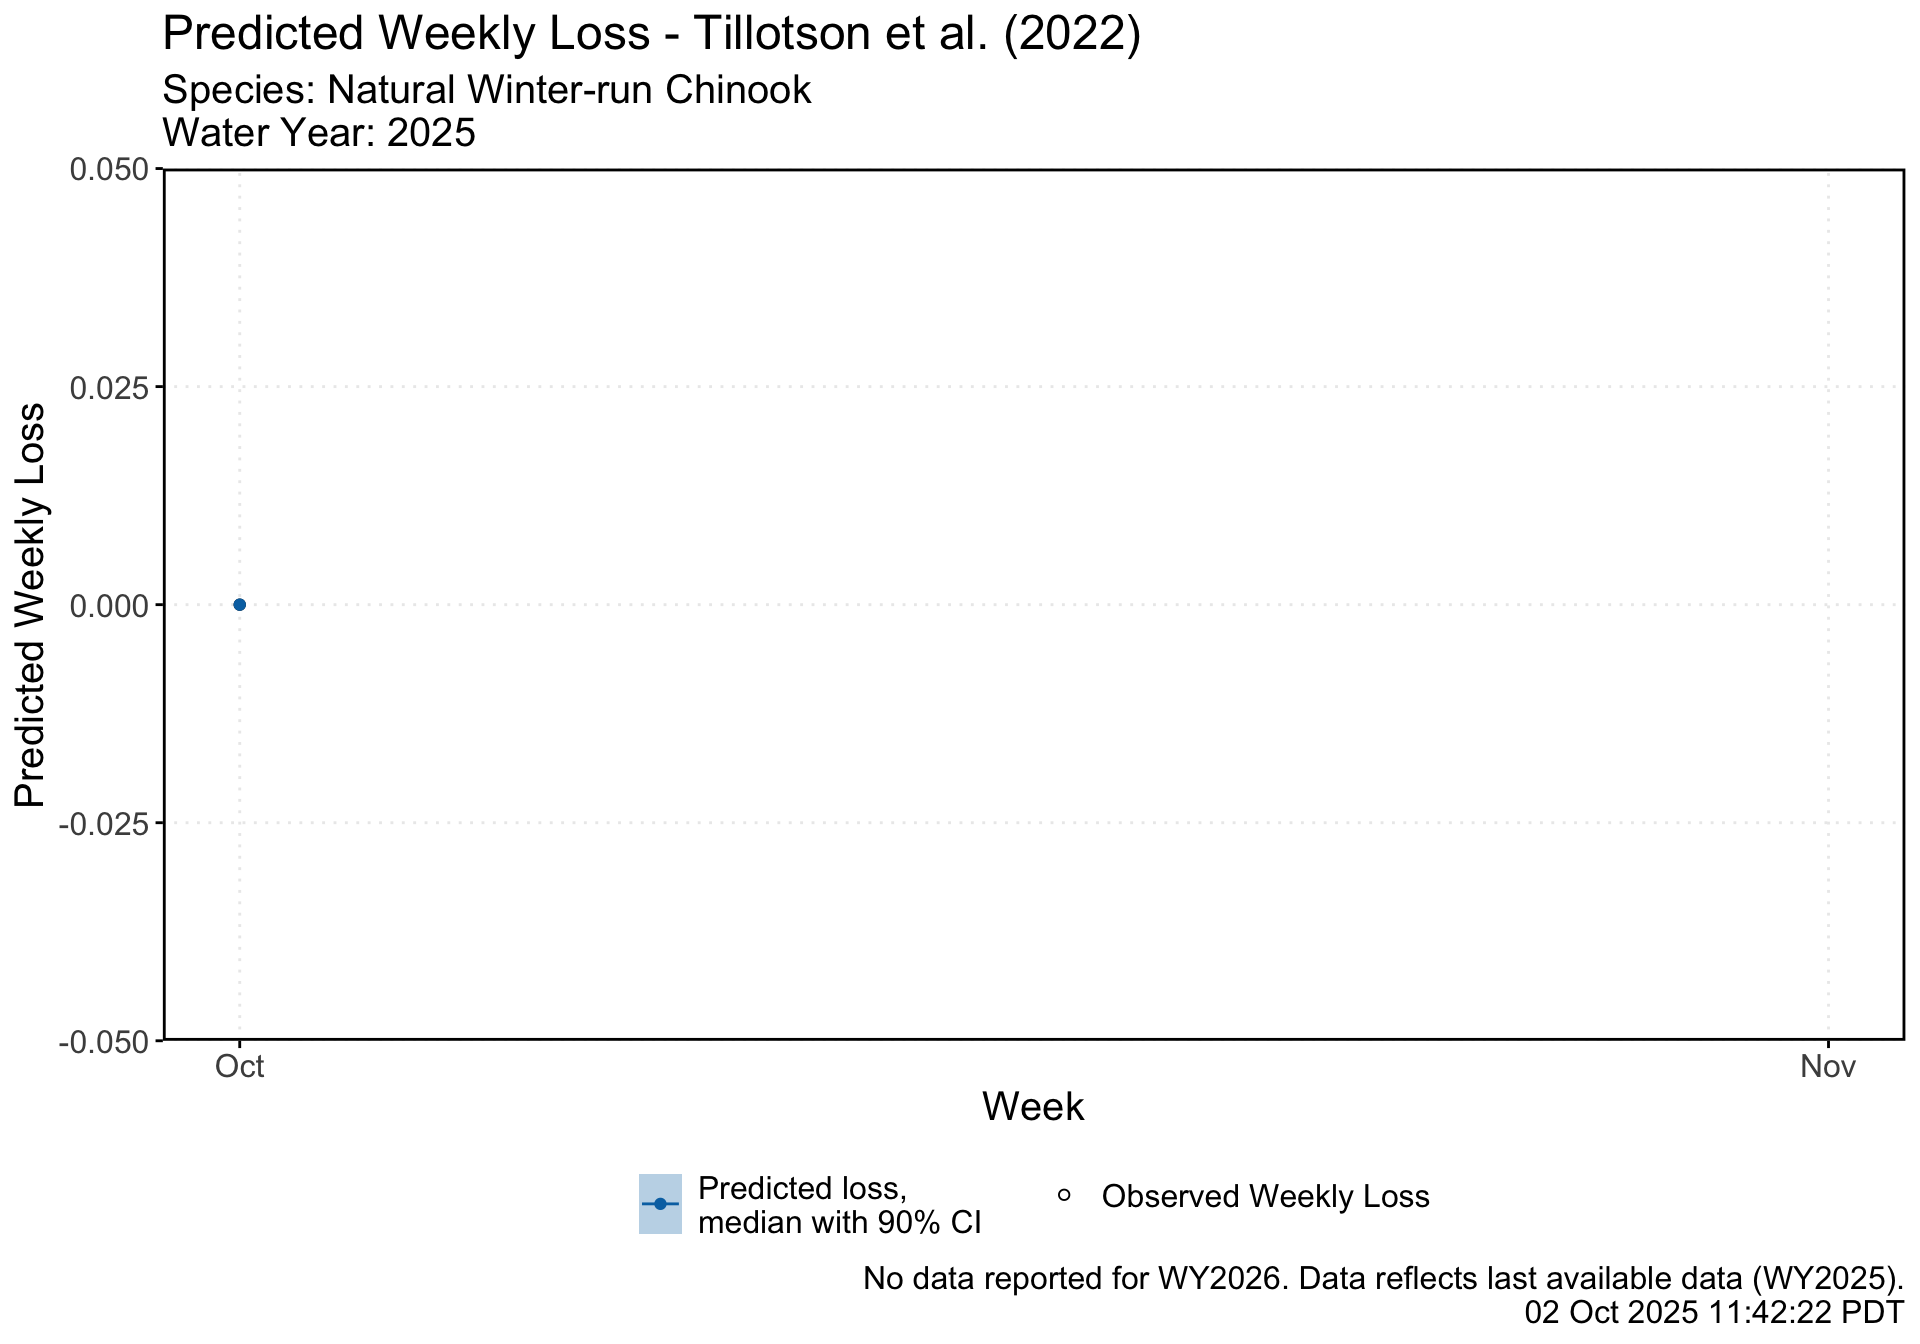 Predicted Weekly Loss - Tillotson et al. (2022)
Species: Natural Winter-run Chinook
Water Year: 2025
Predicted Weekly Loss
0.050
0.025
0.000
-0.025
-0.050
Oct
Nov
Week
Predicted loss,
median with 90% CI
Observed Weekly Loss
No data reported for WY2026. Data reflects last available data (WY2025).
02 Oct 2025 11:42:22 PDT